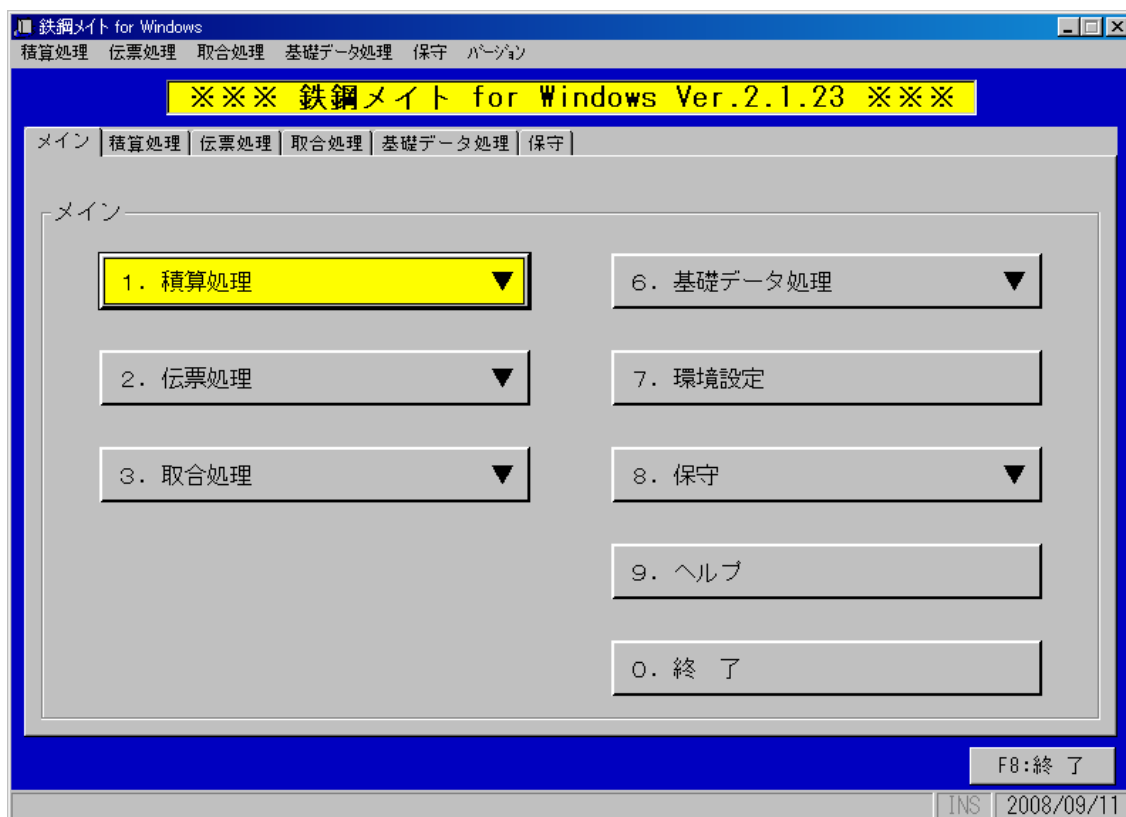 鉄鋼メイト for Windows
積算処理 伝票処理 取合処理 基礎データ処理 保守 バージョン
※※※ 鉄鋼メイト for Windows Ver.2.1.23 ※※※
メイン 積算処理 伝票処理 取合処理 基礎データ処理 保守
メイン
1. 積算処理 ▼
6. 基礎データ処理 ▼
2. 伝票処理 ▼
7. 環境設定
3. 取合処理 ▼
8. 保守 ▼
9. ヘルプ
0. 終 了
F8:終 了
INS 2008/09/11